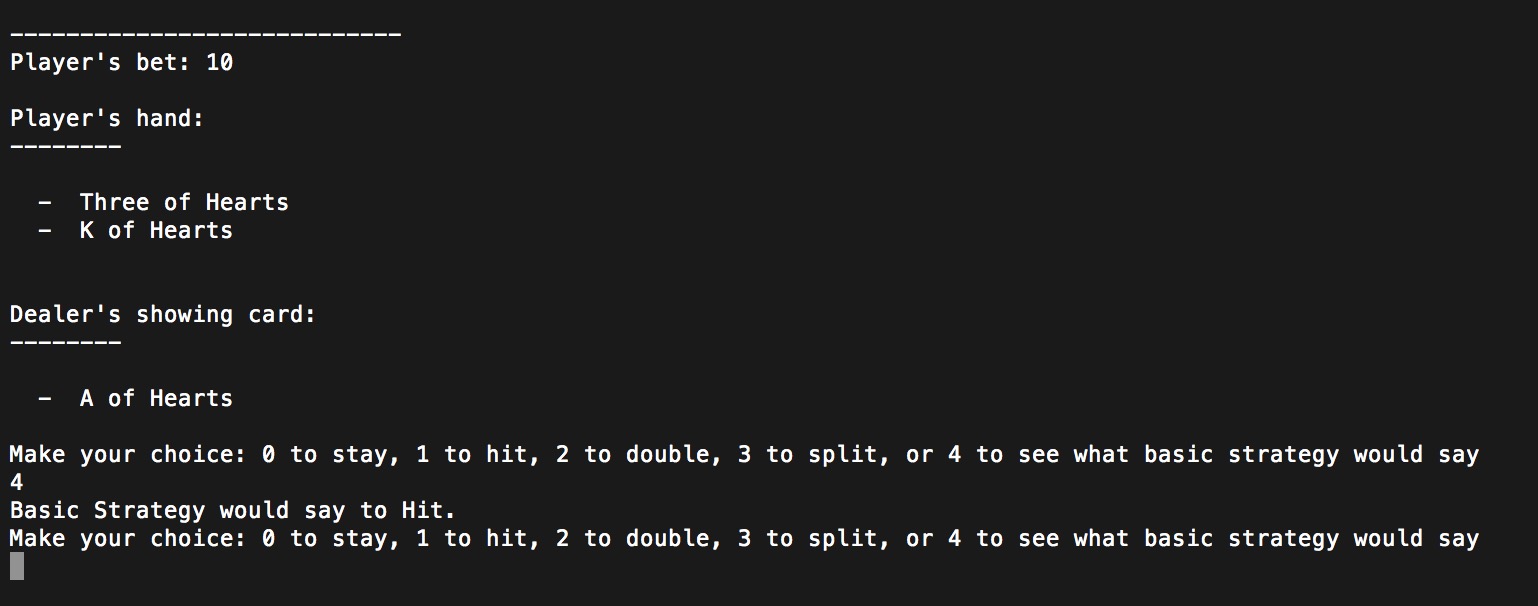 ----------------------------
Player's bet: 10
Player's hand:
--------
-  Three of Hearts
-  K of Hearts
Dealer's showing card:
--------
-  A of Hearts
Make your choice: 0 to stay, 1 to hit, 2 to double, 3 to split, or 4 to see what basic strategy would say
4
Basic Strategy would say to Hit.
Make your choice: 0 to stay, 1 to hit, 2 to double, 3 to split, or 4 to see what basic strategy would say